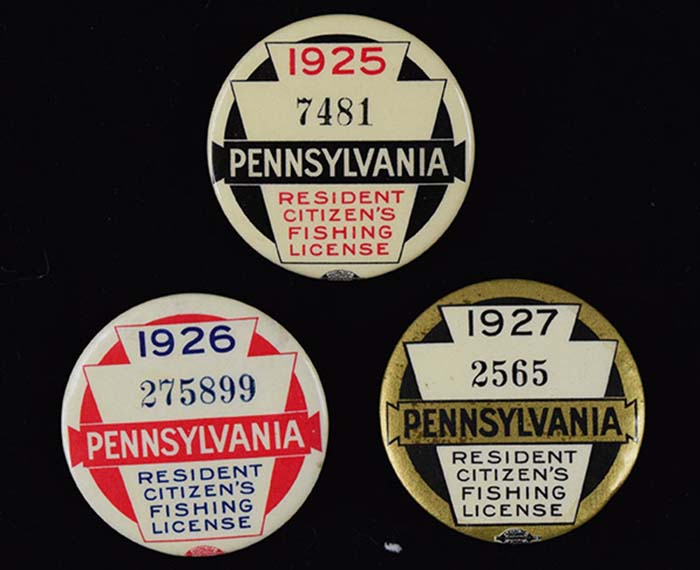 1925
7481
PENNSYLVANIA
RESIDENT
CITIZEN'S
FISHING
LICENSE
1926
275899
PENNSYLVANIA
RESIDENT
CITIZEN'S
FISHING
LICENSE
1927
2565
PENNSYLVANIA
RESIDENT
CITIZEN'S
FISHING
LICENSE